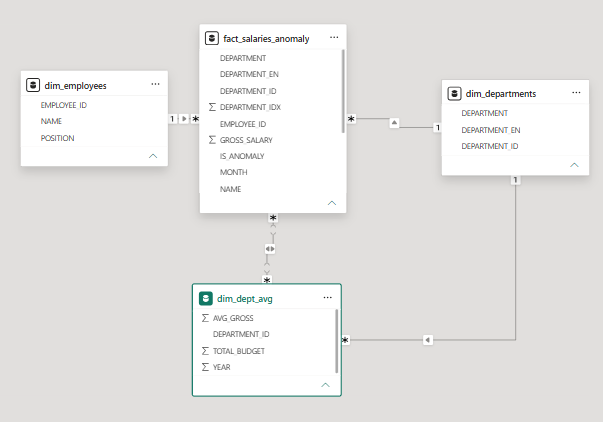 dim_employees
EMPLOYEE_ID
NAME
POSITION
1
*
fact_salaries_anomaly
DEPARTMENT
DEPARTMENT_EN
DEPARTMENT_ID
Σ DEPARTMENT_IDX
EMPLOYEE_ID
Σ GROSS_SALARY
IS_ANOMALY
MONTH
NAME
*
1
dim_departments
DEPARTMENT
DEPARTMENT_EN
DEPARTMENT_ID
1
*
*
dim_dept_avg
Σ AVG_GROSS
DEPARTMENT_ID
Σ TOTAL_BUDGET
Σ YEAR
*